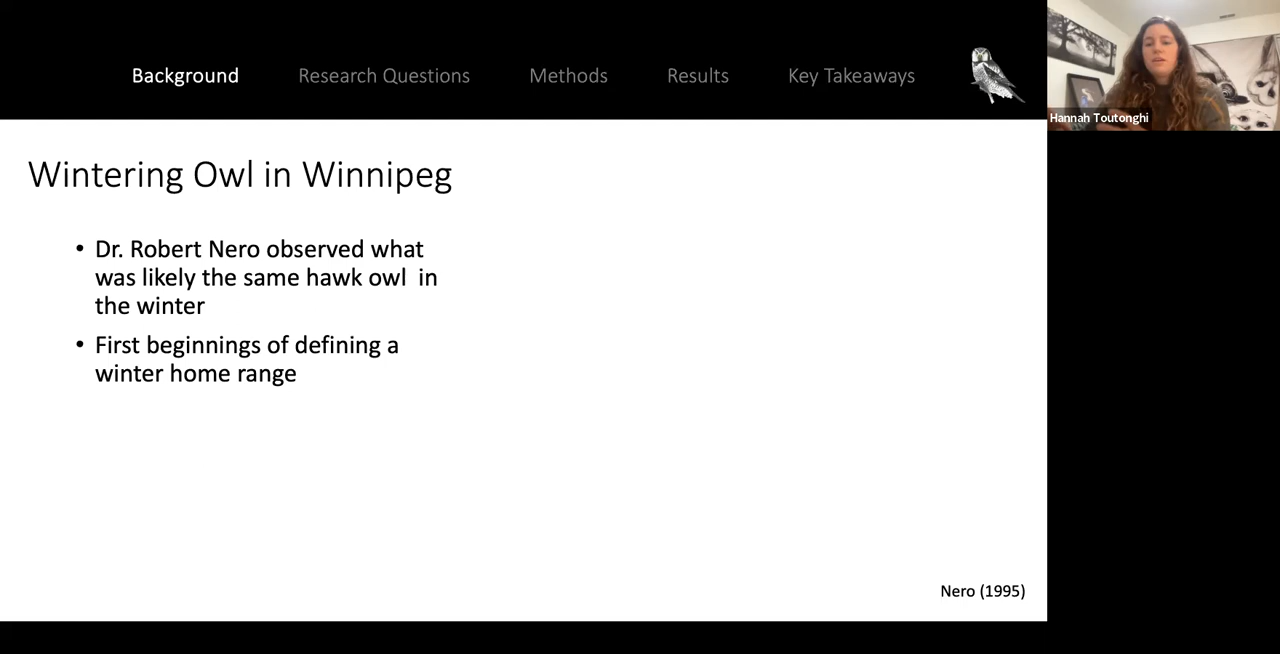 Background Research Questions Methods Results Key Takeaways
Hannah Toutonghi
Wintering Owl in Winnipeg
• Dr. Robert Nero observed what
was likely the same hawk owl in
the winter
• First beginnings of defining a
winter home range
Nero (1995)